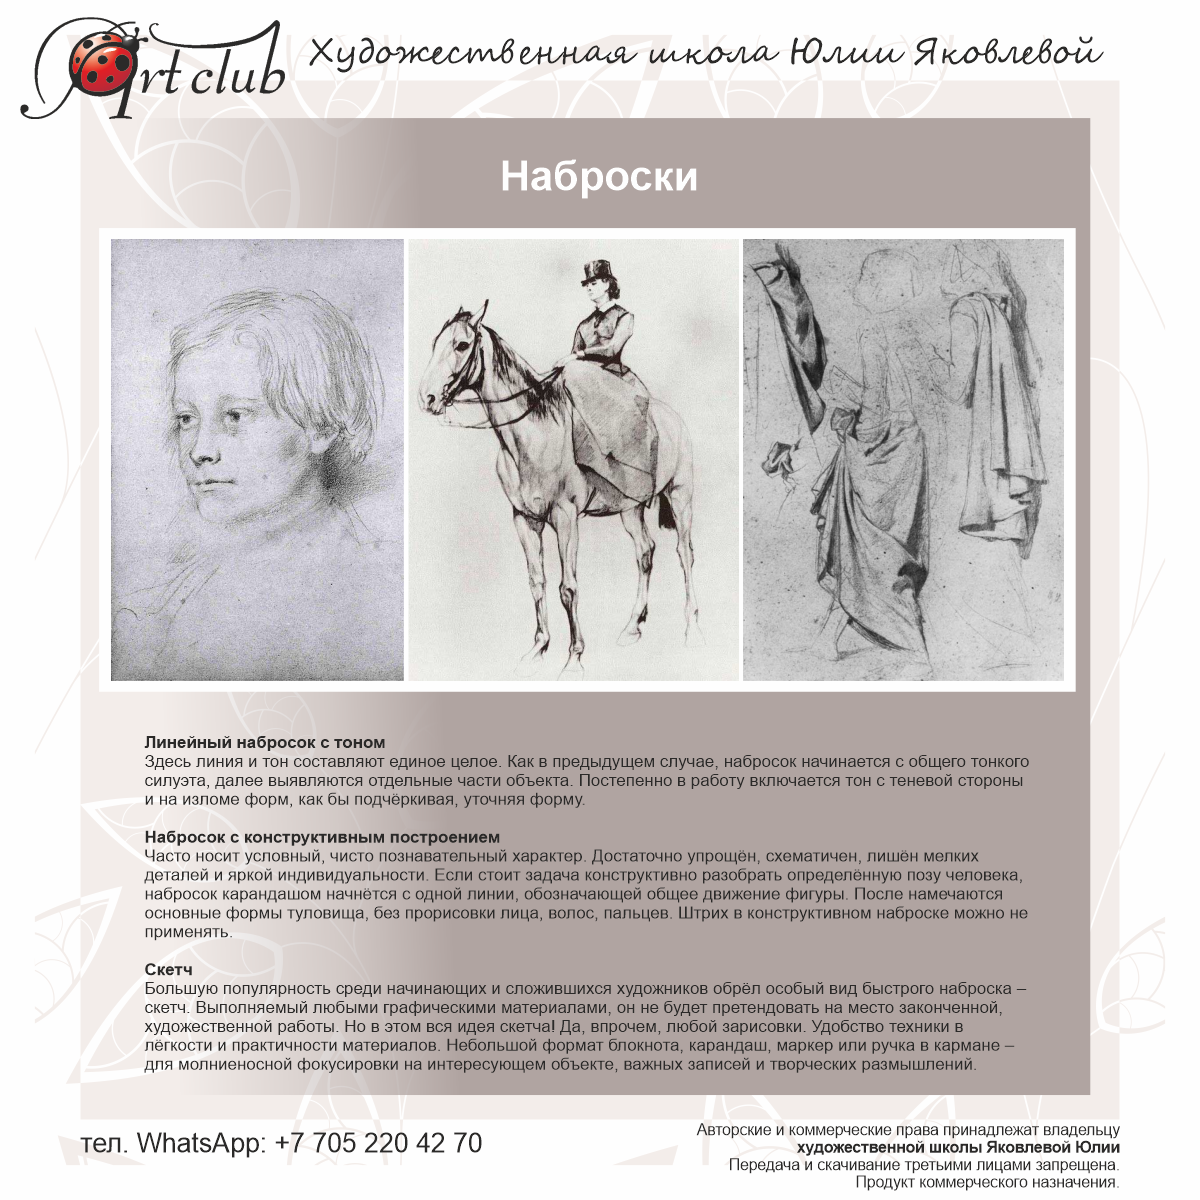 Art club
Художественная школа Юлии Яковлевой
Наброски
Линейный набросок с тоном
Здесь линия и тон составляют единое целое. Как в предыдущем случае, набросок начинается с общего тонкого
силуэта, далее выявляются отдельные части объекта. Постепенно в работу включается тон с теневой стороны
и на изломе форм, как бы подчёркивая, уточняя форму.
Набросок с конструктивным построением
Часто носит условный, чисто познавательный характер. Достаточно упрощён, схематичен, лишён мелких
деталей и яркой индивидуальности. Если стоит задача конструктивно разобрать определённую позу человека,
набросок карандашом начнётся с одной линии, обозначающей общее движение фигуры. После намечаются
основные формы туловища, без прорисовки лица, волос, пальцев. Штрих в конструктивном наброске можно не
применять.
Скетч
Большую популярность среди начинающих и сложившихся художников обрёл особый вид быстрого наброска –
скетч. Выполняемый любыми графическими материалами, он не будет претендовать на место законченной,
художественной работы. Но в этом вся идея скетча! Да, впрочем, любой зарисовки. Удобство техники в
лёгкости и практичности материалов. Небольшой формат блокнота, карандаш, маркер или ручка в кармане –
для молниеносной фокусировки на интересующем объекте, важных записей и творческих размышлений.
тел. WhatsApp: +7 705 220 42 70
Авторские и коммерческие права принадлежат владельцу
художественной школы Яковлевой Юлии
Передача и скачивание третьими лицами запрещена.
Продукт коммерческого назначения.